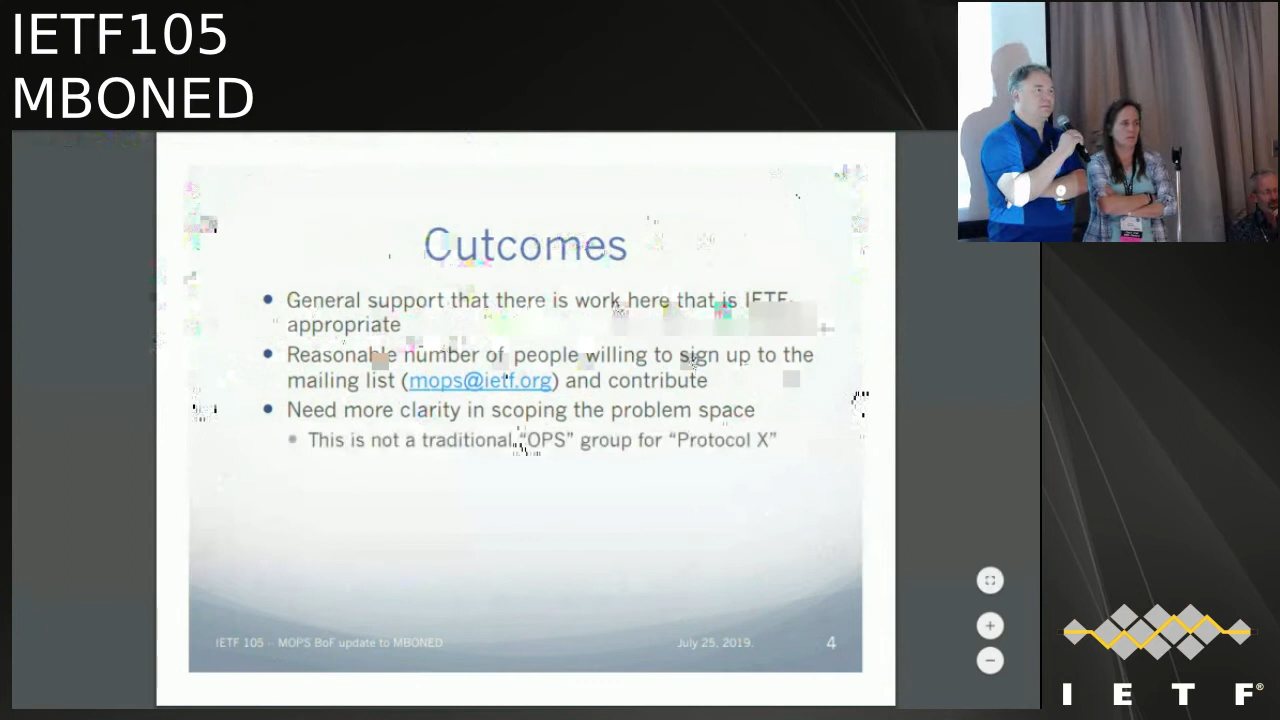 IETF105
MBONED
Outcomes
General support that there is work here that is IETF-
appropriate
Reasonable number of people willing to sign up to the
mailing list (mops@ietf.org) and contribute
Need more clarity in scoping the problem space
This is not a traditional “OPS” group for “Protocol X”
IETF 105 -- MOPS BoF update to MBONED
July 25, 2019.
4
I E T F®